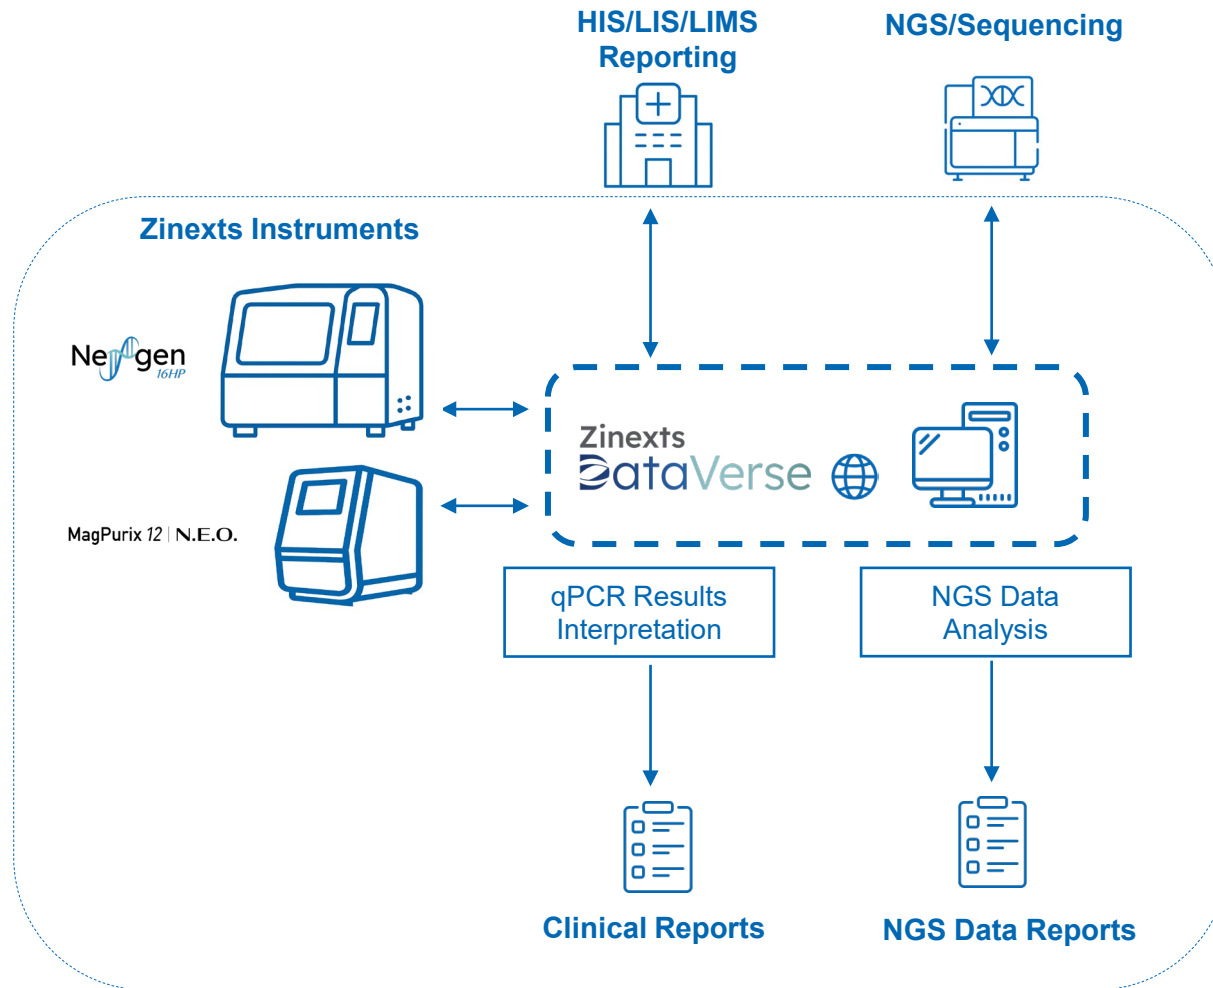 HIS/LIS/LIMS
Reporting
NGS/Sequencing
Zinexts Instruments
Nexgen
16HP
MagPurix 12 | N.E.O.
Zinexts
DataVerse
qPCR Results
Interpretation
NGS Data
Analysis
Clinical Reports
NGS Data Reports